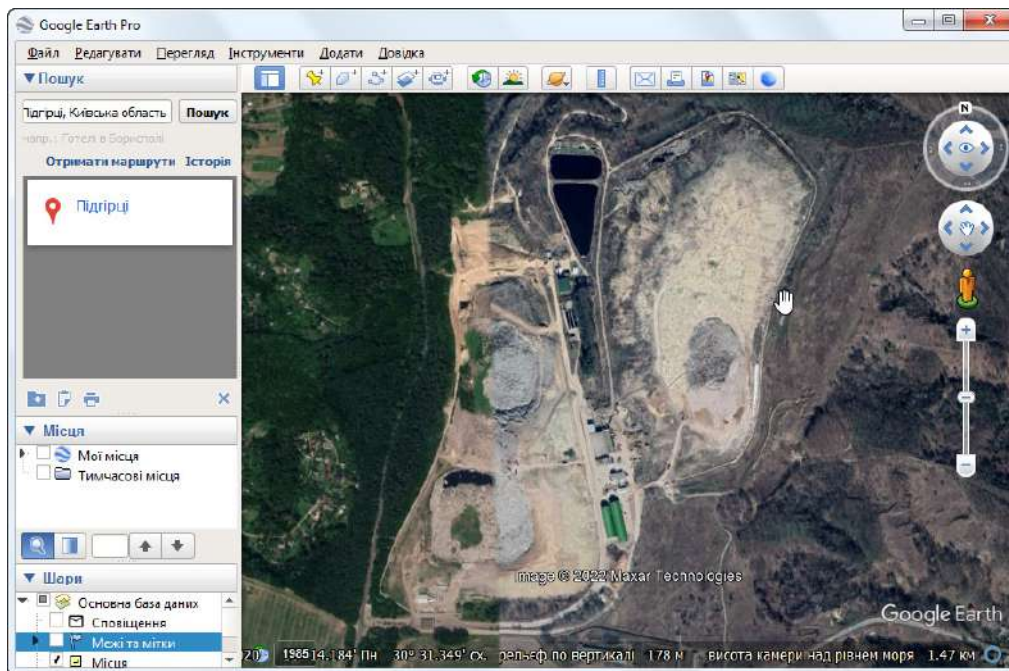 Google Earth Pro
Файл Редагувати Перегляд Інструменти Додати Довідка
Пошук
Підгірці, Київська область Пошук
напр.: Готелі в Борисполі
Отримати маршрути Історія
Підгірці
Місця
Мої місця
Тимчасові місця
Шари
Основна база даних
Сповіщення
Межі та мітки
Місця
N
Image © 2022 Maxar Technologies
Google Earth
1985 14.184' Пн 30° 31.349' сх. рельєф по вертикалі 178 м висота камери над рівнем моря 1.47 км